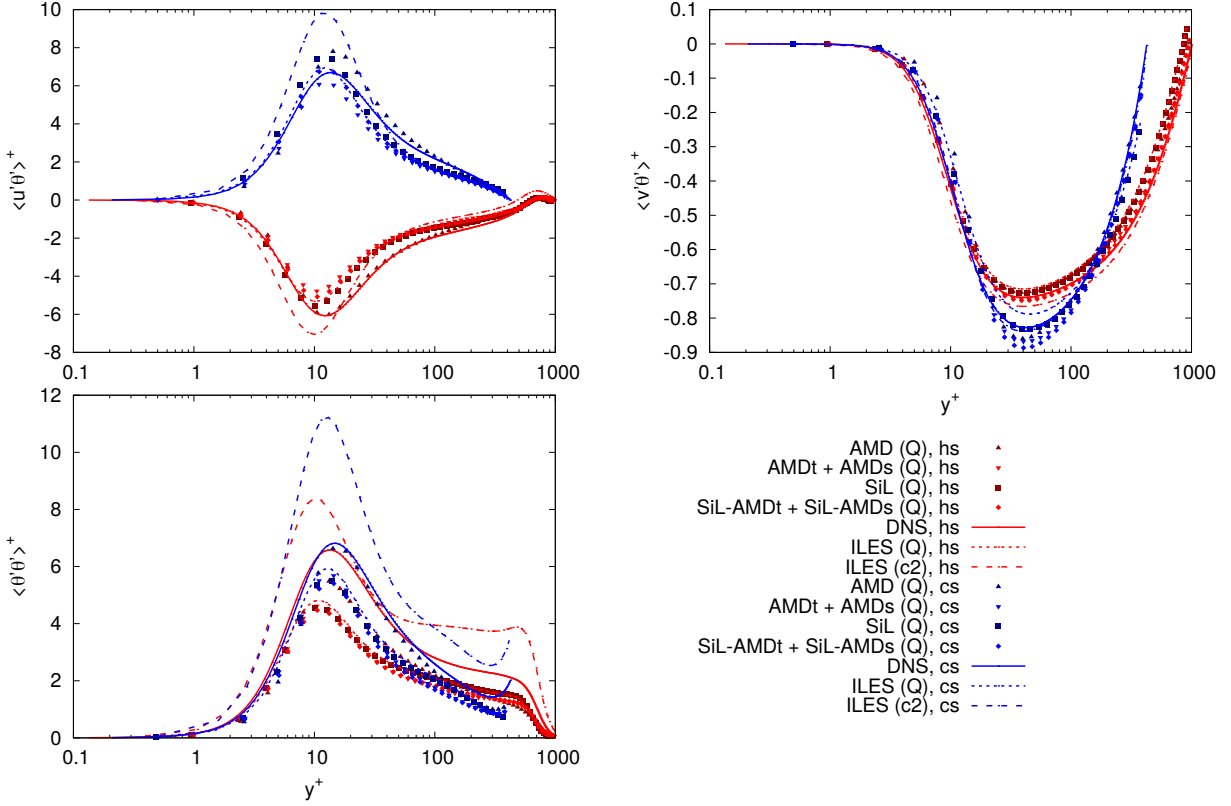 10
8
6
4
2
0
-2
-4
-6
-8
0.1 1 10 100 1000
<u'θ'>⁺
0.1
0
-0.1
-0.2
-0.3
-0.4
-0.5
-0.6
-0.7
-0.8
-0.9
0.1 1 10 100 1000
<v'θ'>⁺
y⁺
12
10
8
6
4
2
0
0.1 1 10 100 1000
<θ'θ'>⁺
y⁺
AMD (Q), hs
AMDt + AMDs (Q), hs
SiL (Q), hs
SiL-AMDt + SiL-AMDs (Q), hs
DNS, hs
ILES (Q), hs
ILES (c2), hs
AMD (Q), cs
AMDt + AMDs (Q), cs
SiL (Q), cs
SiL-AMDt + SiL-AMDs (Q), cs
DNS, cs
ILES (Q), cs
ILES (c2), cs